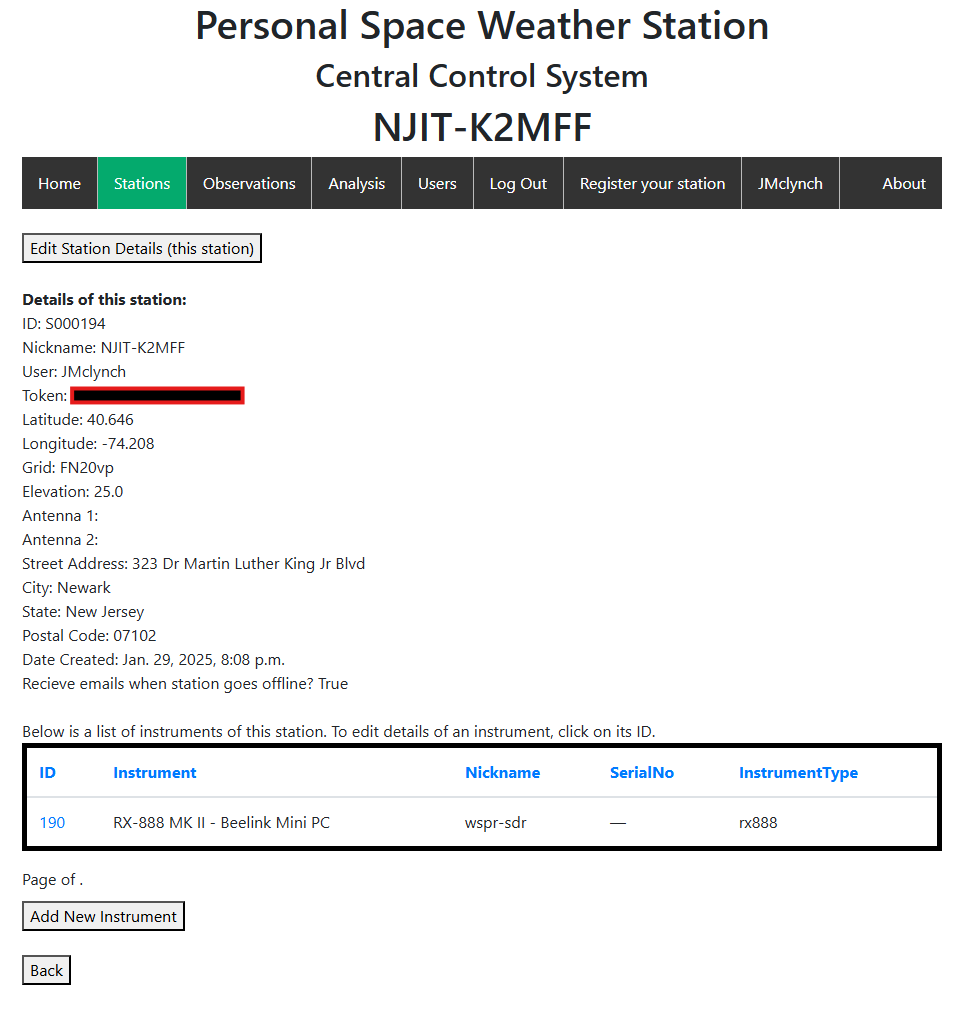 Personal Space Weather Station
Central Control System
NJIT-K2MFF
Home Stations Observations Analysis Users Log Out Register your station JMclynch About
Edit Station Details (this station)
Details of this station:
ID: S000194
Nickname: NJIT-K2MFF
User: JMclynch
Token:
Latitude: 40.646
Longitude: -74.208
Grid: FN20vp
Elevation: 25.0
Antenna 1:
Antenna 2:
Street Address: 323 Dr Martin Luther King Jr Blvd
City: Newark
State: New Jersey
Postal Code: 07102
Date Created: Jan. 29, 2025, 8:08 p.m.
Recieve emails when station goes offline? True
Below is a list of instruments of this station. To edit details of an instrument, click on its ID.
ID Instrument Nickname SerialNo InstrumentType
190 RX-888 MK II - Beelink Mini PC wspr-sdr — rx888
Page of .
Add New Instrument
Back